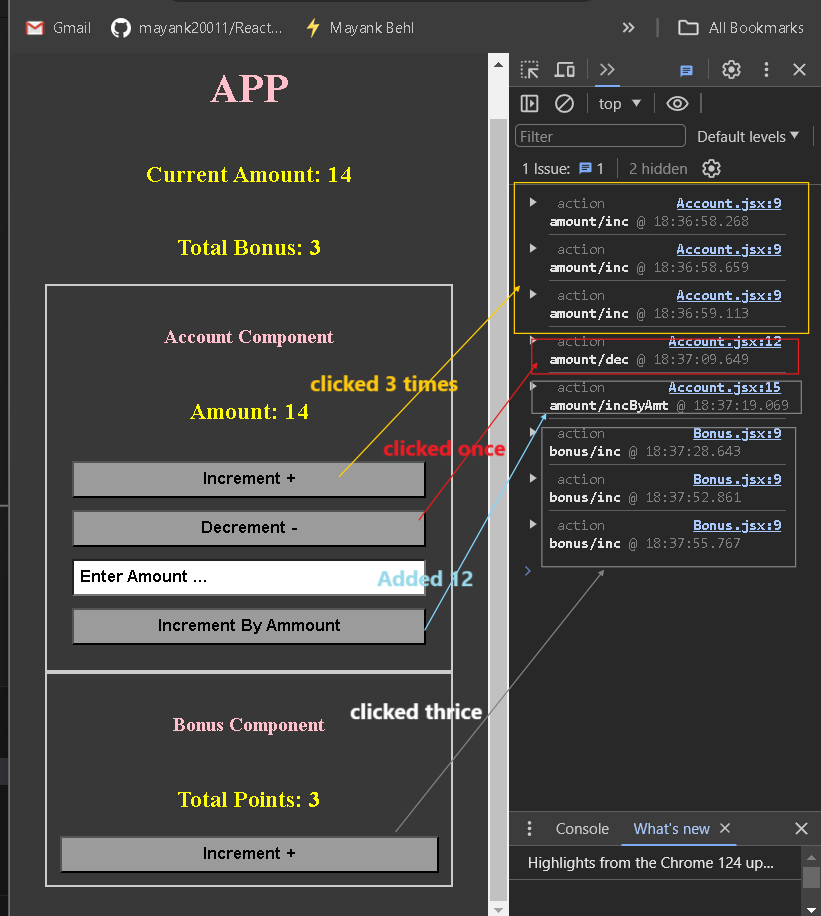 Gmail
mayank20011/React...
Mayank Behl
»
All Bookmarks
APP
Current Amount: 14
Total Bonus: 3
Account Component
clicked 3 times
Amount: 14
clicked once
Increment +
Decrement -
Enter Amount ...
Added 12
Increment By Ammount
Bonus Component
clicked thrice
Total Points: 3
Increment +
top
Filter
Default levels
1 Issue: 1
2 hidden
action Account.jsx:9
amount/inc @ 18:36:58.268
action Account.jsx:9
amount/inc @ 18:36:58.659
action Account.jsx:9
amount/inc @ 18:36:59.113
action Account.jsx:12
amount/dec @ 18:37:09.649
action Account.jsx:15
amount/incByAmt @ 18:37:19.069
action Bonus.jsx:9
bonus/inc @ 18:37:28.643
action Bonus.jsx:9
bonus/inc @ 18:37:52.861
action Bonus.jsx:9
bonus/inc @ 18:37:55.767
Console
What's new
Highlights from the Chrome 124 up...